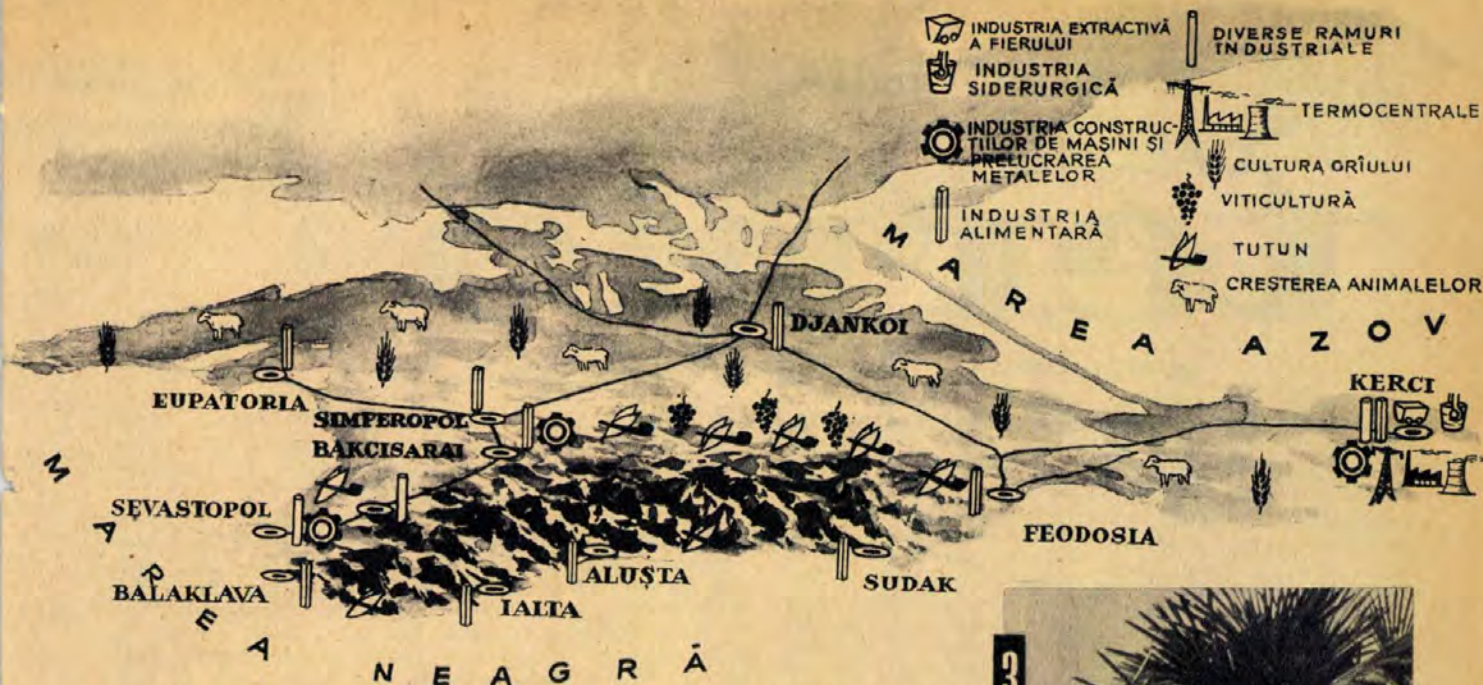 INDUSTRIA EXTRACTIVĂ
A FIERULUI
INDUSTRIA
SIDERURGICĂ
INDUSTRIA CONSTRUC-
ȚIILOR DE MAȘINI ȘI
PRELUCRAREA
METALELOR
INDUSTRIA
ALIMENTARĂ
DIVERSE RAMURI
INDUSTRIALE
TERMOCENTRALE
CULTURA GRÎULUI
VITICULTURĂ
TUTUN
CREȘTEREA ANIMALELOR
MAREA AZOV
DJANKOI
KERCI
EUPATORIA
SIMFEROPOL
BAKCISARAI
SEVASTOPOL
FEODOSIA
BALAKLAVA
IALTA
ALUȘTA
SUDAK
MAREA NEAGRĂ
3